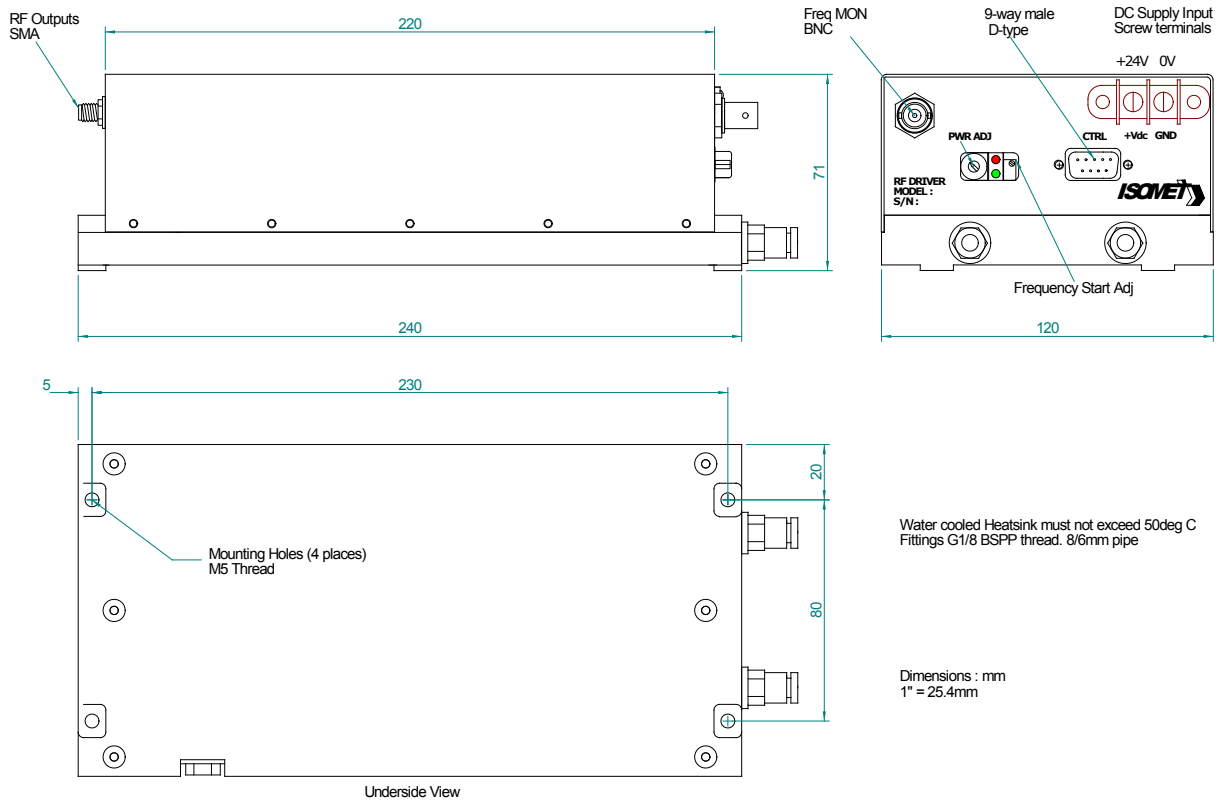 RF Outputs
SMA
220
Freq MON
BNC
9-way male
D-type
DC Supply Input
Screw terminals
+24V 0V
PWR ADJ
CTRL
+Vdc GND
RF DRIVER
MODEL :
S/N :
ISOMET
71
Frequency Start Adj
240
120
5
230
20
Mounting Holes (4 places)
M5 Thread
80
Water cooled Heatsink must not exceed 50deg C
Fittings G1/8 BSPP thread. 8/6mm pipe
Dimensions : mm
1" = 25.4mm
Underside View